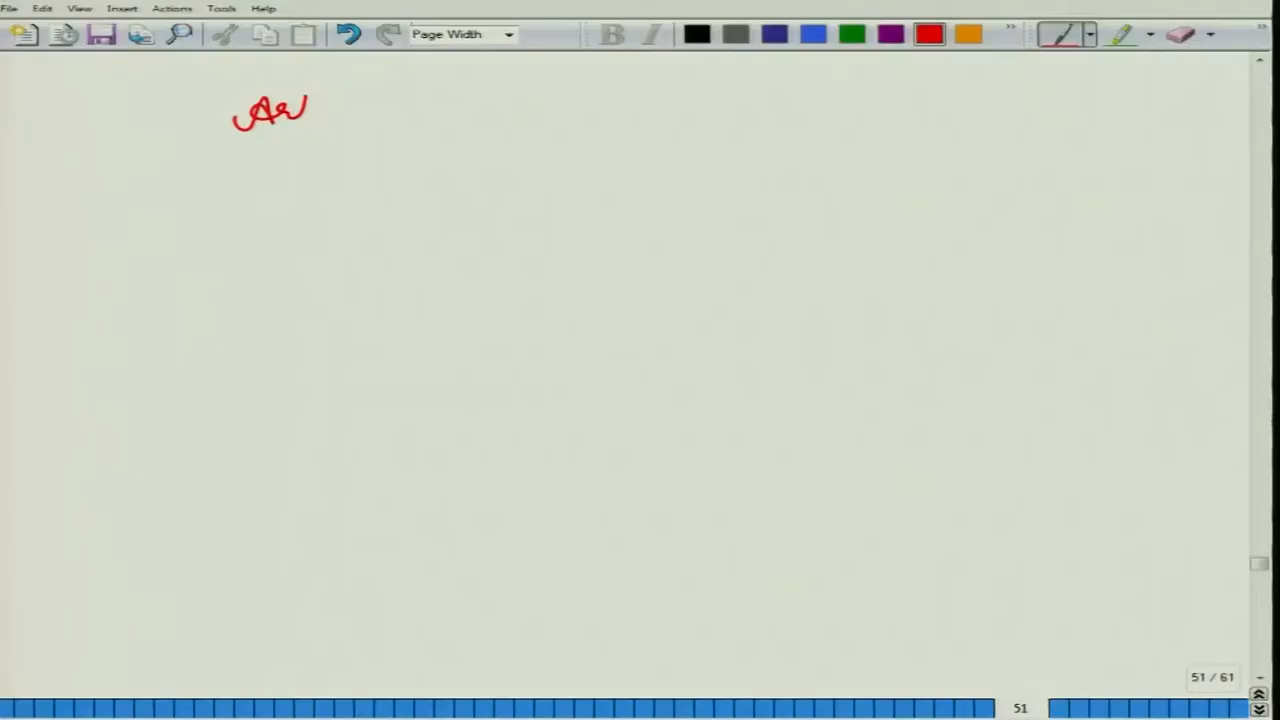 File Edit View Insert Actions Tools Help
Page Width
B I
51 / 61
51